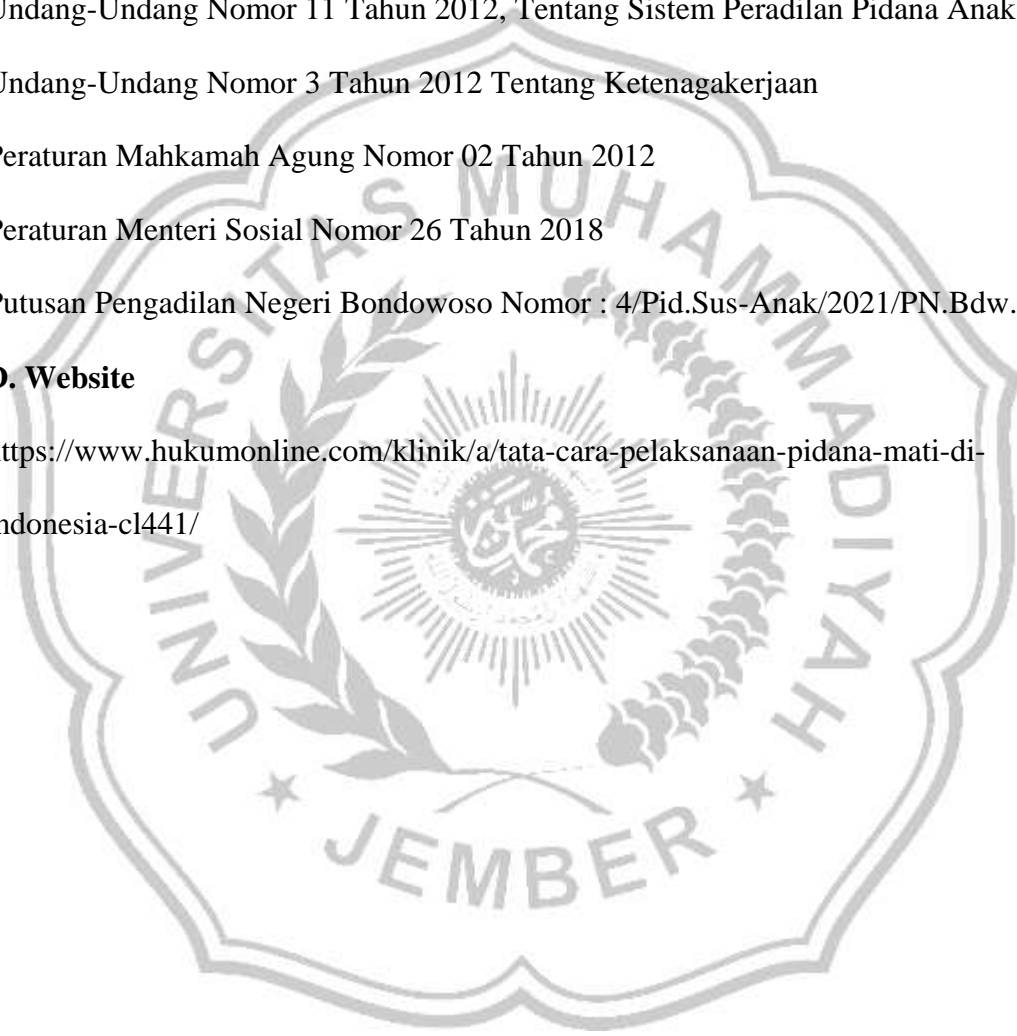 Undang-Undang Nomor 11 Tahun 2012, Tentang Sistem Peradilan Pidana Anak
Undang-Undang Nomor 3 Tahun 2012 Tentang Ketenagakerjaan
Peraturan Mahkamah Agung Nomor 02 Tahun 2012
Peraturan Menteri Sosial Nomor 26 Tahun 2018
Putusan Pengadilan Negeri Bondowoso Nomor : 4/Pid.Sus-Anak/2021/PN.Bdw.
D. Website
https://www.hukumonline.com/klinik/a/tata-cara-pelaksanaan-pidana-mati-di-
indonesia-cl441/
UNIVERSITAS MUHAMMADIYAH
JEMBER